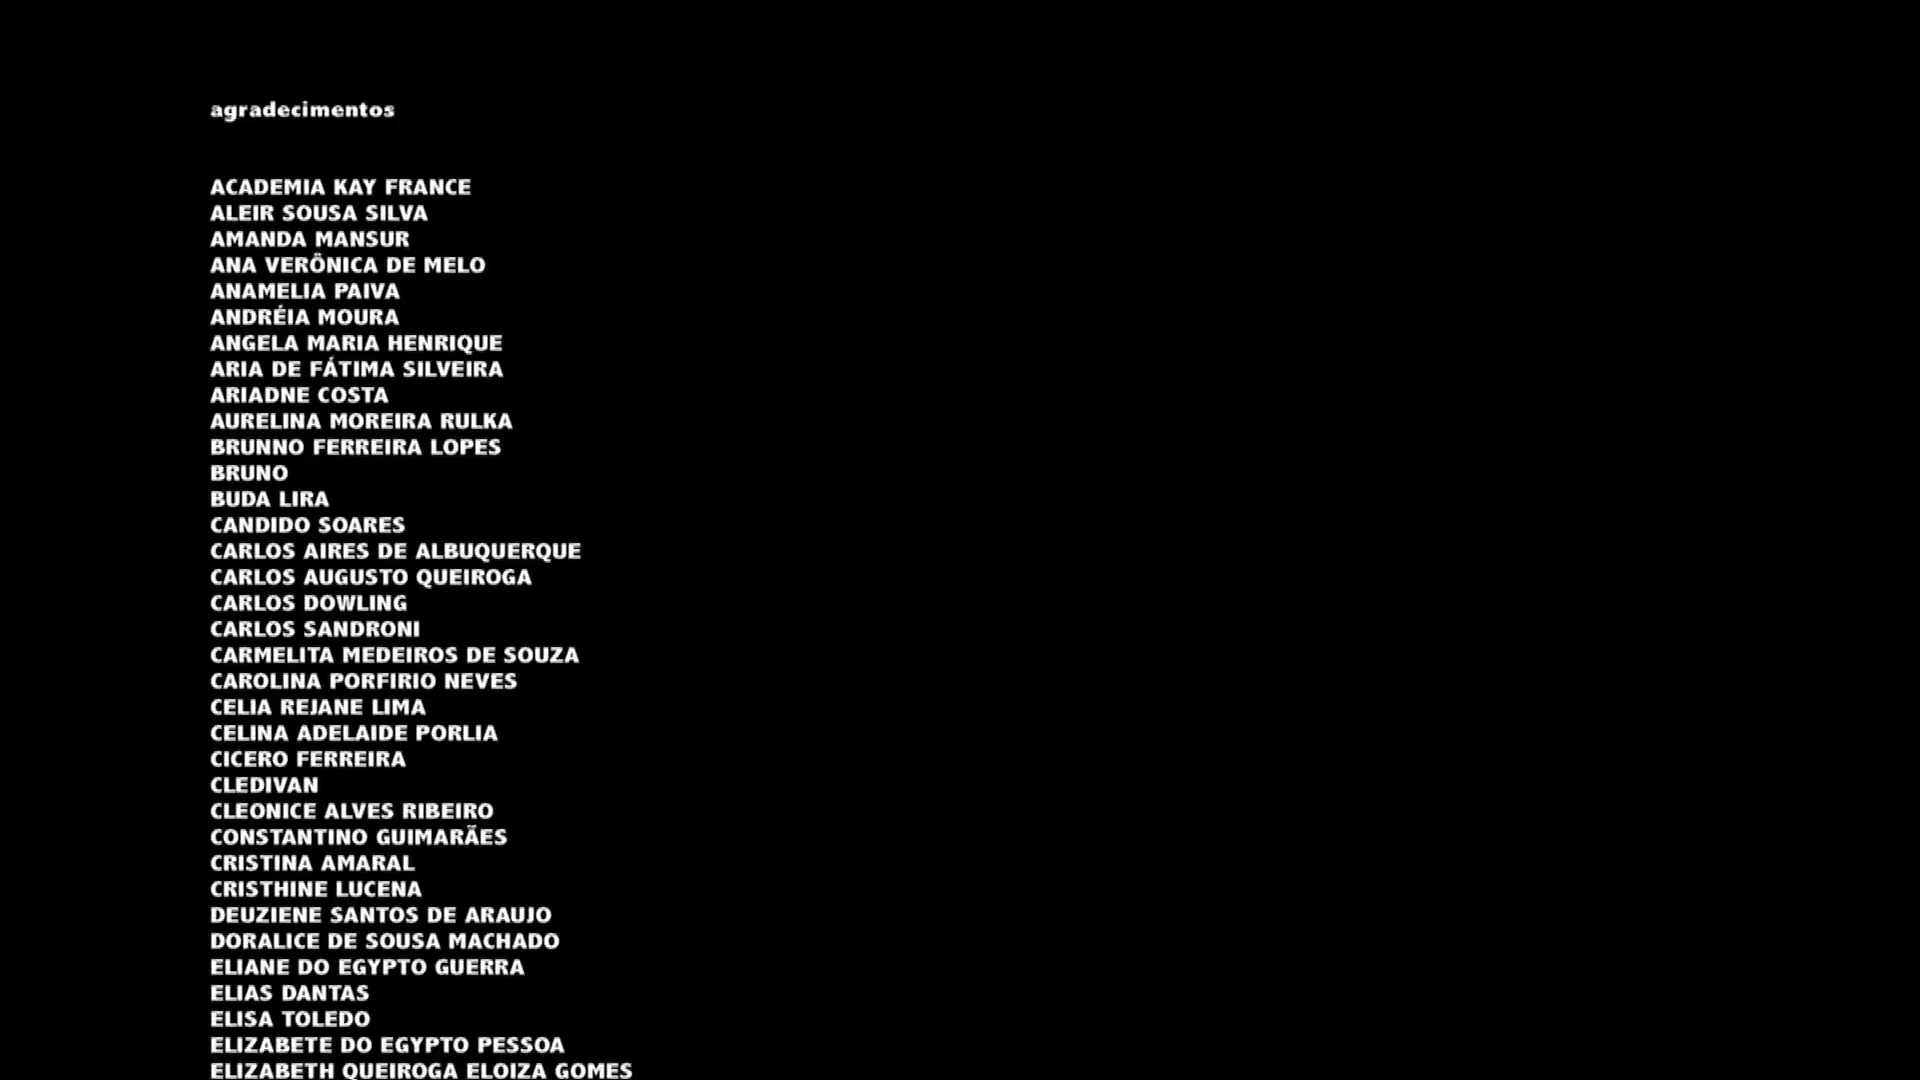 agradecimentos
ACADEMIA KAY FRANCE
ALEIR SOUSA SILVA
AMANDA MANSUR
ANA VERÔNICA DE MELO
ANAMELIA PAIVA
ANDRÉIA MOURA
ANGELA MARIA HENRIQUE
ARIA DE FÁTIMA SILVEIRA
ARIADNE COSTA
AURELINA MOREIRA RULKA
BRUNNO FERREIRA LOPES
BRUNO
BUDA LIRA
CANDIDO SOARES
CARLOS AIRES DE ALBUQUERQUE
CARLOS AUGUSTO QUEIROGA
CARLOS DOWLING
CARLOS SANDRONI
CARMELITA MEDEIROS DE SOUZA
CAROLINA PORFIRIO NEVES
CELIA REJANE LIMA
CELINA ADELAIDE PORLIA
CICERO FERREIRA
CLEDIVAN
CLEONICE ALVES RIBEIRO
CONSTANTINO GUIMARÃES
CRISTINA AMARAL
CRISTHINE LUCENA
DEUZIENE SANTOS DE ARAUJO
DORALICE DE SOUSA MACHADO
ELIANE DO EGYPTO GUERRA
ELIAS DANTAS
ELISA TOLEDO
ELIZABETE DO EGYPTO PESSOA
ELIZABETH QUEIROGA ELOIZA GOMES